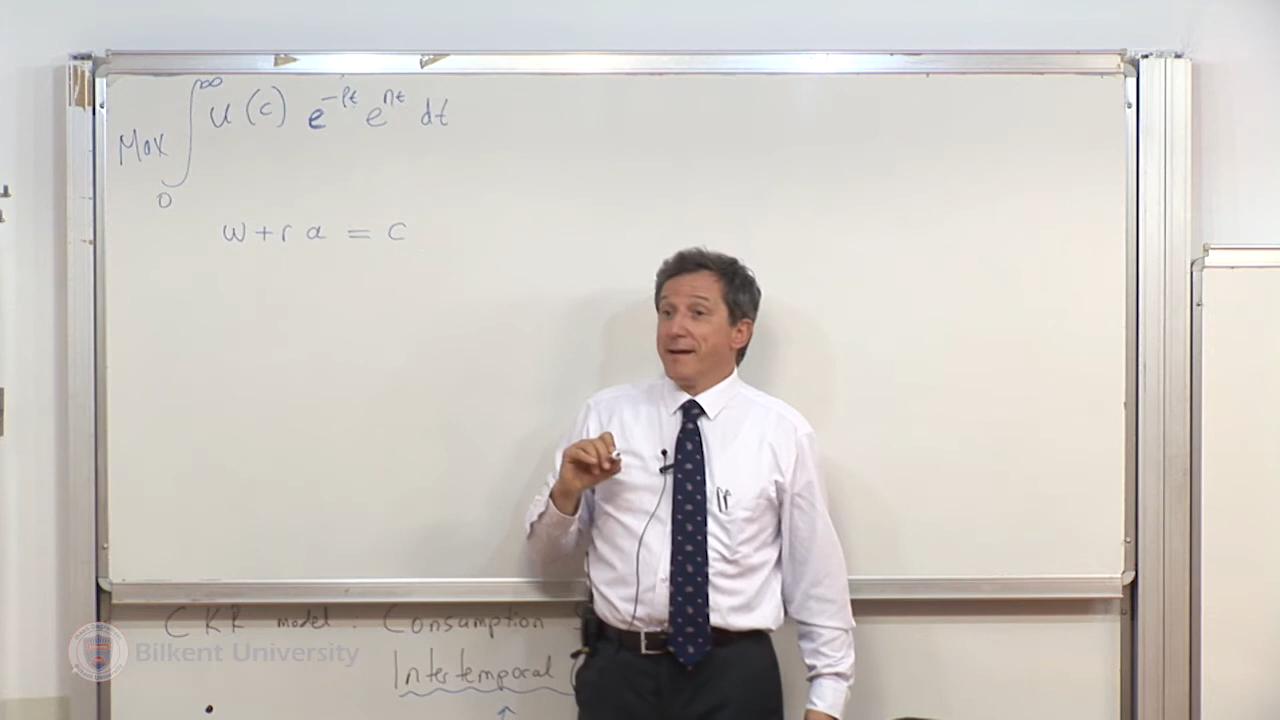 Max ∫₀^∞ u(c) e^{-ρt} e^{nt} dt
w + r a = c
CKR model : Consumption
Bilkent University
Intertemporal